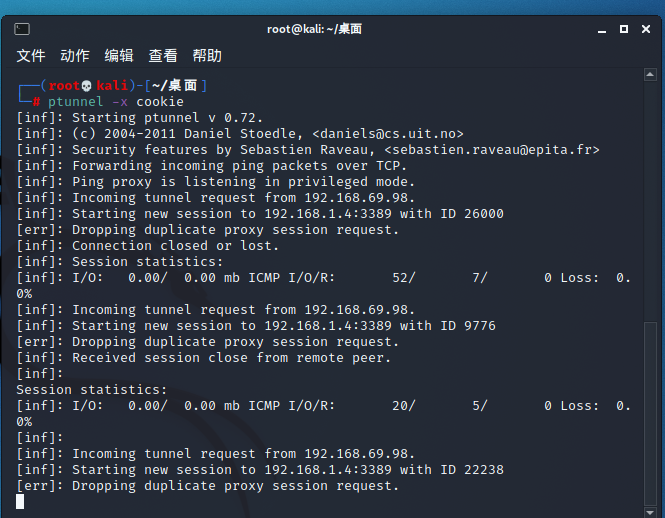 root@kali: ~/桌面
文件 动作 编辑 查看 帮助
┌──(root💀kali)-[~/桌面]
└─# ptunnel -x cookie
[inf]: Starting ptunnel v 0.72.
[inf]: (c) 2004-2011 Daniel Stoedle, <daniels@cs.uit.no>
[inf]: Security features by Sebastien Raveau, <sebastien.raveau@epita.fr>
[inf]: Forwarding incoming ping packets over TCP.
[inf]: Ping proxy is listening in privileged mode.
[inf]: Incoming tunnel request from 192.168.69.98.
[inf]: Starting new session to 192.168.1.4:3389 with ID 26000
[err]: Dropping duplicate proxy session request.
[inf]: Connection closed or lost.
[inf]: Session statistics:
[inf]: I/O:   0.00/  0.00 mb ICMP I/O/R:       52/       7/       0 Loss:  0.
0%
[inf]: Incoming tunnel request from 192.168.69.98.
[inf]: Starting new session to 192.168.1.4:3389 with ID 9776
[err]: Dropping duplicate proxy session request.
[inf]: Received session close from remote peer.
[inf]:
Session statistics:
[inf]: I/O:   0.00/  0.00 mb ICMP I/O/R:       20/       5/       0 Loss:  0.
0%
[inf]:
[inf]: Incoming tunnel request from 192.168.69.98.
[inf]: Starting new session to 192.168.1.4:3389 with ID 22238
[err]: Dropping duplicate proxy session request.